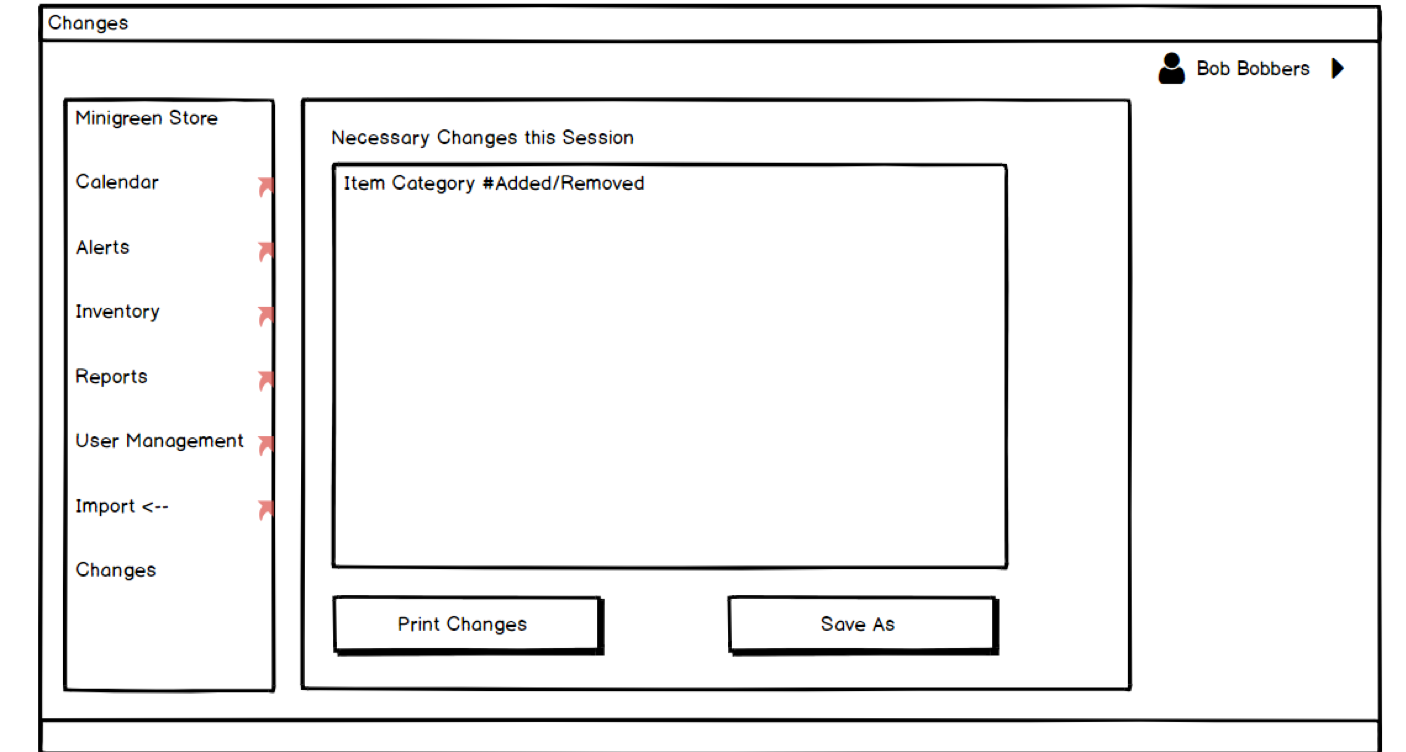 Changes
Bob Bobbers
Minigreen Store
Calendar
Alerts
Inventory
Reports
User Management
Import <--
Changes
Necessary Changes this Session
Item Category #Added/Removed
Print Changes
Save As